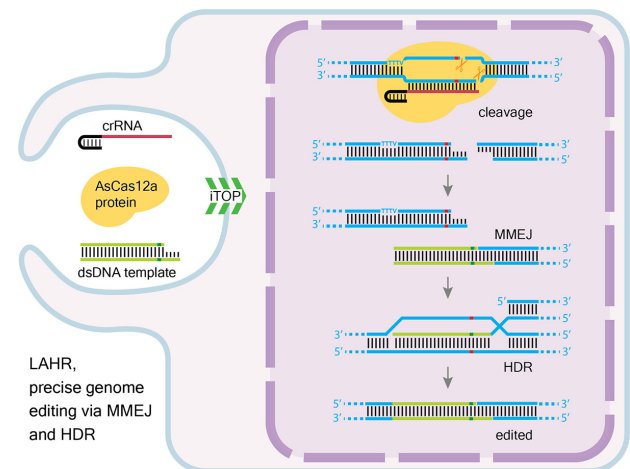 crRNA
AsCas12a
protein
dsDNA template
iTOP
LAHR,
precise genome
editing via MMEJ
and HDR
5′ TTTV 3′
3′ 5′
cleavage
5′ TTTV 3′
3′ 5′
5′ TTTV
3′
MMEJ
3′
5′
5′ 3′
3′
3′ 5′
5′ 3′
HDR
5′ 3′
3′ 5′
edited